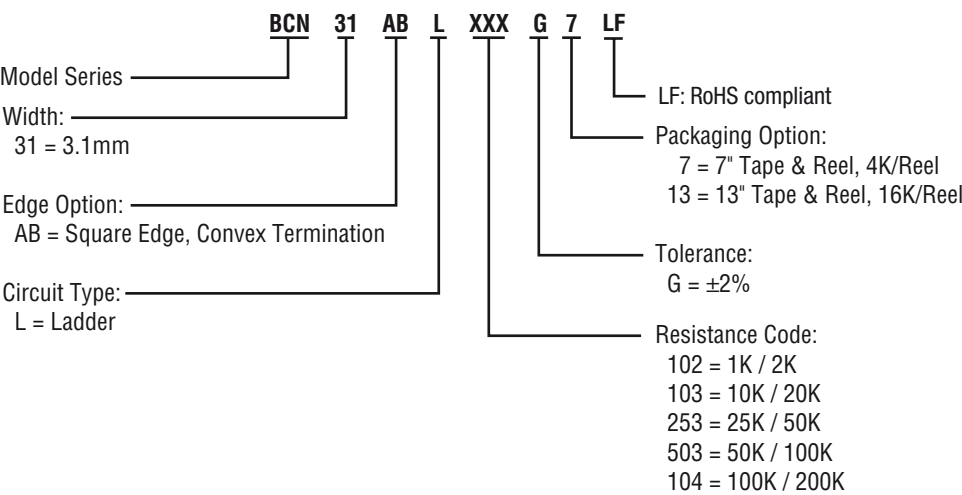 BCN 31 AB L XXX G 7 LF
Model Series
Width:
31 = 3.1mm
Edge Option:
AB = Square Edge, Convex Termination
Circuit Type:
L = Ladder
LF: RoHS compliant
Packaging Option:
7 = 7" Tape & Reel, 4K/Reel
13 = 13" Tape & Reel, 16K/Reel
Tolerance:
G = ±2%
Resistance Code:
102 = 1K / 2K
103 = 10K / 20K
253 = 25K / 50K
503 = 50K / 100K
104 = 100K / 200K